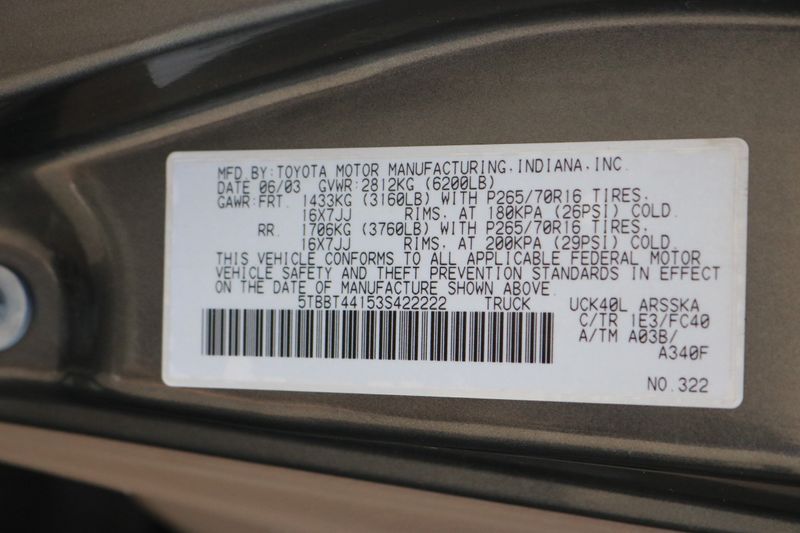 MFD.BY:TOYOTA MOTOR MANUFACTURING.INDIANA.INC.
DATE 06/03 GVWR:2812KG (6200LB)
GAWR:FRT. 1433KG (3160LB) WITH P265/70R16 TIRES.
16X7JJ RIMS. AT 180KPA (26PSI) COLD.
RR. 1706KG (3760LB) WITH P265/70R16 TIRES.
16X7JJ RIMS. AT 200KPA (29PSI) COLD.
THIS VEHICLE CONFORMS TO ALL APPLICABLE FEDERAL MOTOR
VEHICLE SAFETY AND THEFT PREVENTION STANDARDS IN EFFECT
ON THE DATE OF MANUFACTURE SHOWN ABOVE.
5TBBT44153S422222 TRUCK UCK40L ARSSKA
C/TR 1E3/FC40
A/TM A03B/
A340F
NO.322